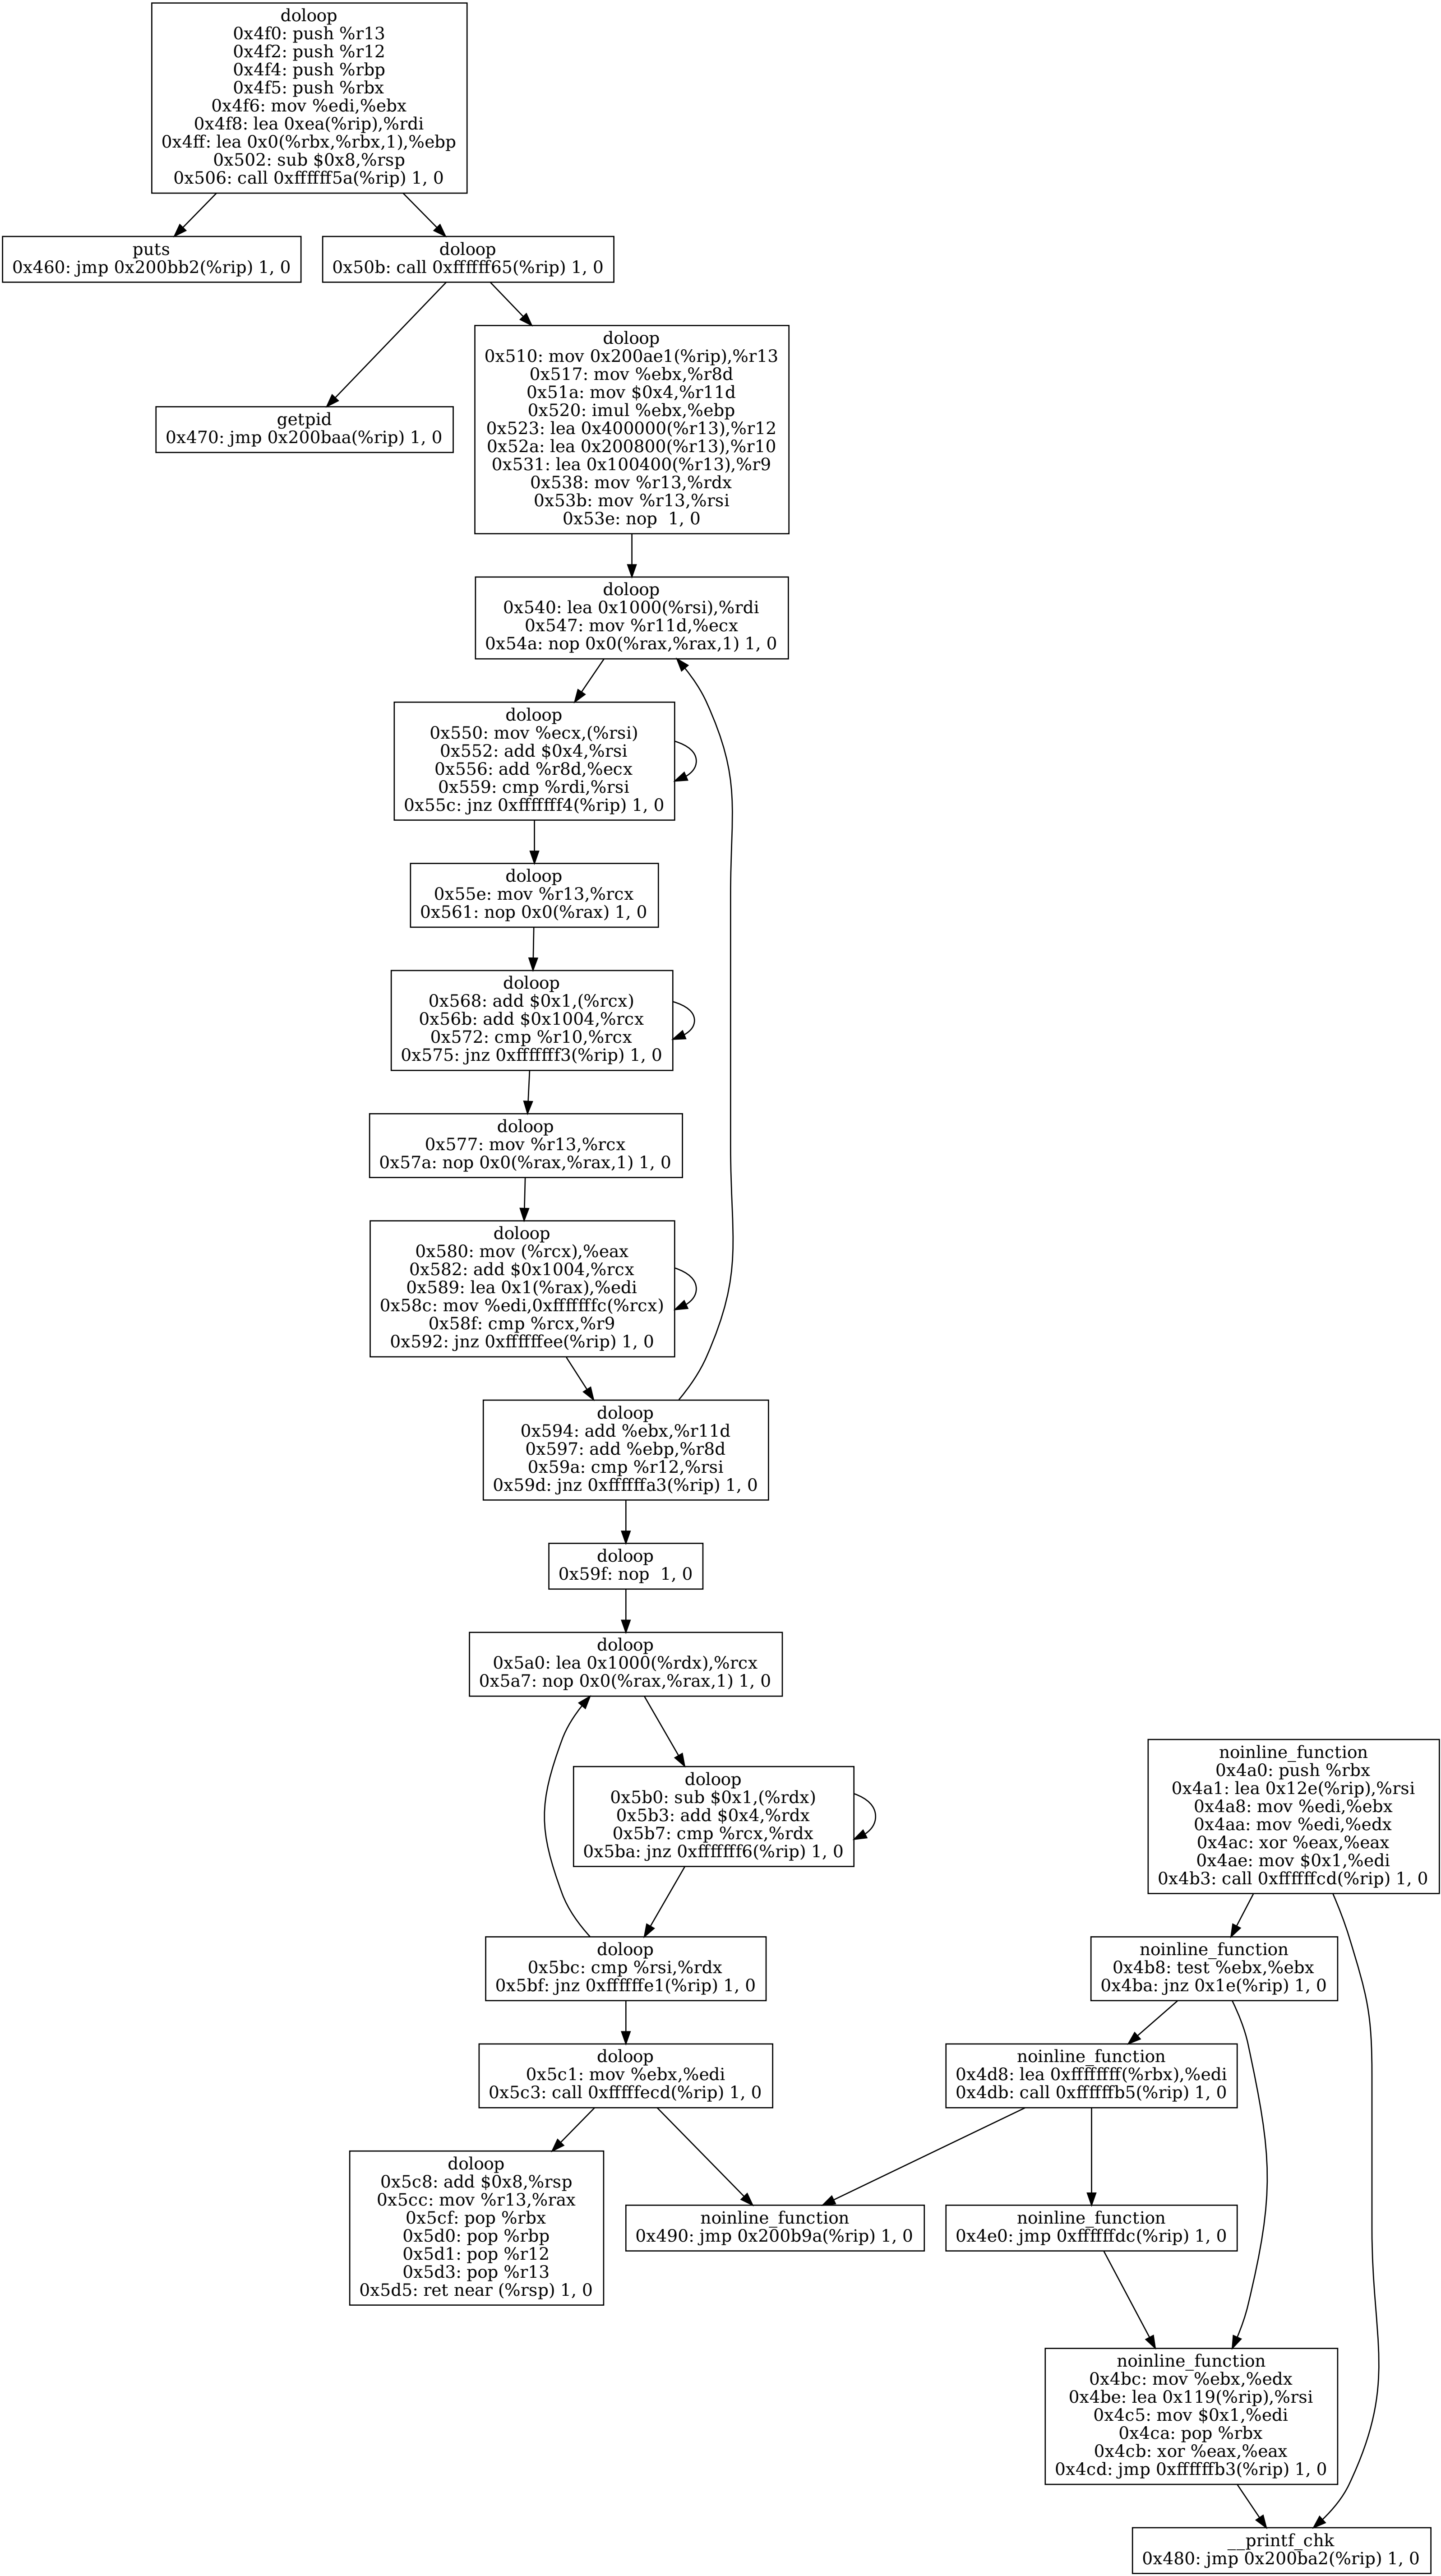 doloop
0x4f0: push %r13
0x4f2: push %r12
0x4f4: push %rbp
0x4f5: push %rbx
0x4f6: mov %edi,%ebx
0x4f8: lea 0xea(%rip),%rdi
0x4ff: lea 0x0(%rbx,%rbx,1),%ebp
0x502: sub $0x8,%rsp
0x506: call 0xffffff5a(%rip) 1, 0
puts
0x460: jmp 0x200bb2(%rip) 1, 0
doloop
0x50b: call 0xffffff65(%rip) 1, 0
getpid
0x470: jmp 0x200baa(%rip) 1, 0
doloop
0x510: mov 0x200ae1(%rip),%r13
0x517: mov %ebx,%r8d
0x51a: mov $0x4,%r11d
0x520: imul %ebx,%ebp
0x523: lea 0x400000(%r13),%r12
0x52a: lea 0x200800(%r13),%r10
0x531: lea 0x100400(%r13),%r9
0x538: mov %r13,%rdx
0x53b: mov %r13,%rsi
0x53e: nop  1, 0
doloop
0x540: lea 0x1000(%rsi),%rdi
0x547: mov %r11d,%ecx
0x54a: nop 0x0(%rax,%rax,1) 1, 0
doloop
0x550: mov %ecx,(%rsi)
0x552: add $0x4,%rsi
0x556: add %r8d,%ecx
0x559: cmp %rdi,%rsi
0x55c: jnz 0xfffffff4(%rip) 1, 0
doloop
0x55e: mov %r13,%rcx
0x561: nop 0x0(%rax) 1, 0
doloop
0x568: add $0x1,(%rcx)
0x56b: add $0x1004,%rcx
0x572: cmp %r10,%rcx
0x575: jnz 0xfffffff3(%rip) 1, 0
doloop
0x577: mov %r13,%rcx
0x57a: nop 0x0(%rax,%rax,1) 1, 0
doloop
0x580: mov (%rcx),%eax
0x582: add $0x1004,%rcx
0x589: lea 0x1(%rax),%edi
0x58c: mov %edi,0xfffffffc(%rcx)
0x58f: cmp %rcx,%r9
0x592: jnz 0xffffffee(%rip) 1, 0
doloop
0x594: add %ebx,%r11d
0x597: add %ebp,%r8d
0x59a: cmp %r12,%rsi
0x59d: jnz 0xffffffa3(%rip) 1, 0
doloop
0x59f: nop  1, 0
doloop
0x5a0: lea 0x1000(%rdx),%rcx
0x5a7: nop 0x0(%rax,%rax,1) 1, 0
doloop
0x5b0: sub $0x1,(%rdx)
0x5b3: add $0x4,%rdx
0x5b7: cmp %rcx,%rdx
0x5ba: jnz 0xfffffff6(%rip) 1, 0
doloop
0x5bc: cmp %rsi,%rdx
0x5bf: jnz 0xffffffe1(%rip) 1, 0
doloop
0x5c1: mov %ebx,%edi
0x5c3: call 0xfffffecd(%rip) 1, 0
doloop
0x5c8: add $0x8,%rsp
0x5cc: mov %r13,%rax
0x5cf: pop %rbx
0x5d0: pop %rbp
0x5d1: pop %r12
0x5d3: pop %r13
0x5d5: ret near (%rsp) 1, 0
noinline_function
0x4a0: push %rbx
0x4a1: lea 0x12e(%rip),%rsi
0x4a8: mov %edi,%ebx
0x4aa: mov %edi,%edx
0x4ac: xor %eax,%eax
0x4ae: mov $0x1,%edi
0x4b3: call 0xffffffcd(%rip) 1, 0
noinline_function
0x4b8: test %ebx,%ebx
0x4ba: jnz 0x1e(%rip) 1, 0
noinline_function
0x4d8: lea 0xffffffff(%rbx),%edi
0x4db: call 0xffffffb5(%rip) 1, 0
noinline_function
0x490: jmp 0x200b9a(%rip) 1, 0
noinline_function
0x4e0: jmp 0xffffffdc(%rip) 1, 0
noinline_function
0x4bc: mov %ebx,%edx
0x4be: lea 0x119(%rip),%rsi
0x4c5: mov $0x1,%edi
0x4ca: pop %rbx
0x4cb: xor %eax,%eax
0x4cd: jmp 0xffffffb3(%rip) 1, 0
__printf_chk
0x480: jmp 0x200ba2(%rip) 1, 0